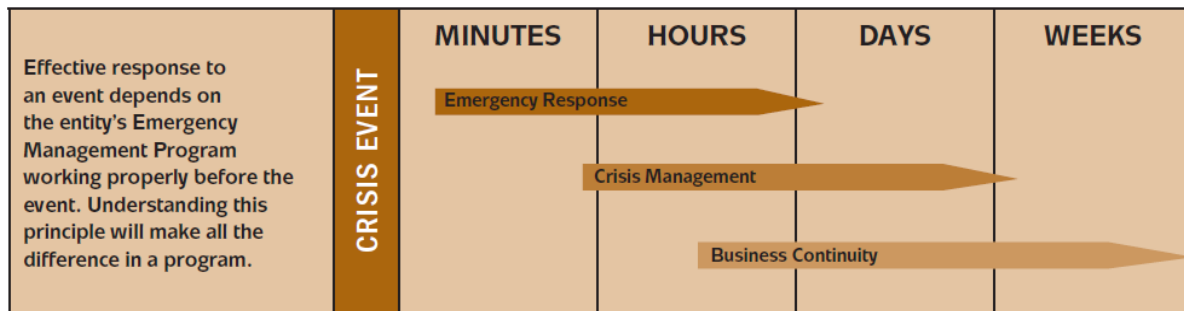 Effective response to
an event depends on
the entity’s Emergency
Management Program
working properly before the
event. Understanding this
principle will make all the
difference in a program.
CRISIS EVENT
MINUTES HOURS DAYS WEEKS
Emergency Response
Crisis Management
Business Continuity